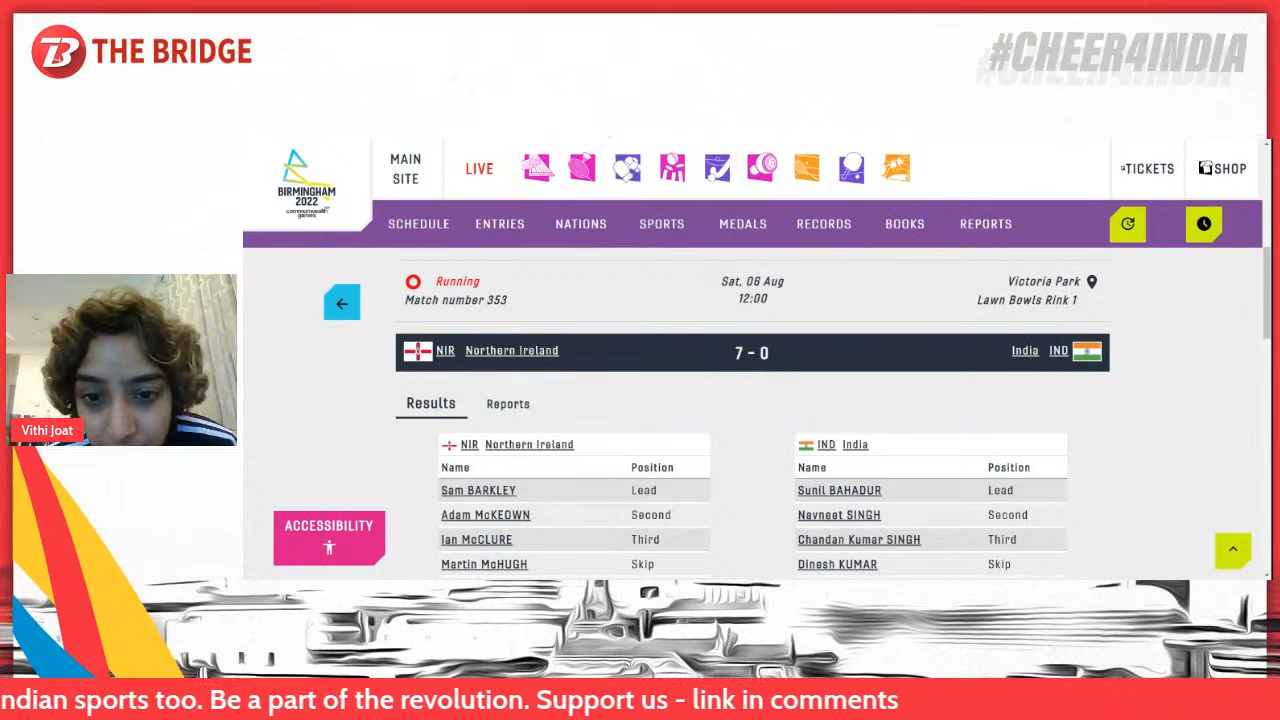 THE BRIDGE
#CHEER4INDIA
BIRMINGHAM
2022
commonwealth
games
MAIN
SITE
LIVE
TICKETS
SHOP
SCHEDULE ENTRIES NATIONS SPORTS MEDALS RECORDS BOOKS REPORTS
Running
Match number 353
Sat, 06 Aug
12:00
Victoria Park
Lawn Bowls Rink 1
NIR Northern Ireland 7 - 0 India IND
Results Reports
NIR Northern Ireland
Name Position
Sam BARKLEY Lead
Adam McKEOWN Second
Ian McCLURE Third
Martin McHUGH Skip
IND India
Name Position
Sunil BAHADUR Lead
Navneet SINGH Second
Chandan Kumar SINGH Third
Dinesh KUMAR Skip
Vithi Joat
ACCESSIBILITY
ndian sports too. Be a part of the revolution. Support us - link in comments